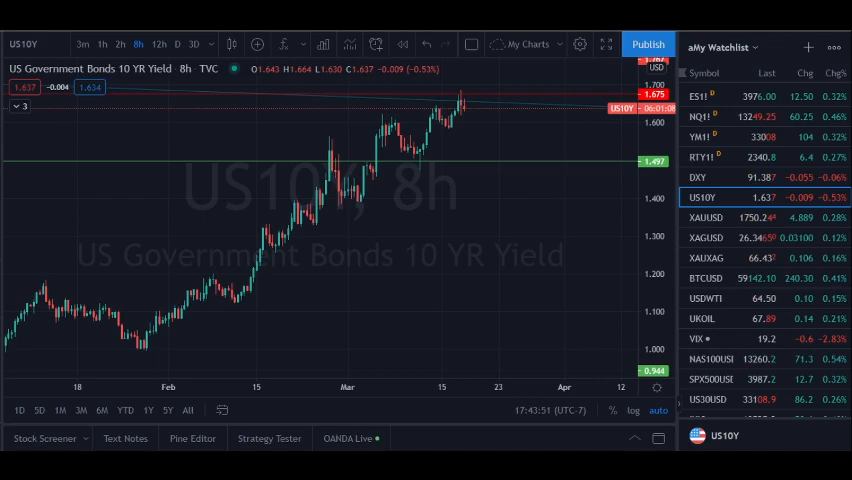 US10Y 3m 1h 2h 8h 12h D 3D My Charts Publish
US Government Bonds 10 YR Yield · 8h · TVC O1.643 H1.664 L1.630 C1.637 -0.009 (-0.53%)
1.637 -0.004 1.634
3
US10Y, 8h
US Government Bonds 10 YR Yield
USD
1.700
1.675
US10Y 06:01:08
1.600
1.497
1.400
1.300
1.200
1.100
1.000
0.944
18 Feb 15 Mar 15 23 Apr 12
1D 5D 1M 3M 6M YTD 1Y 5Y All 17:43:51 (UTC-7) % log auto
Stock Screener Text Notes Pine Editor Strategy Tester OANDA Live
aMy Watchlist
Symbol Last Chg Chg%
ES1! D 3976.00 12.50 0.32%
NQ1! D 13249.25 60.25 0.46%
YM1! D 33008 104 0.32%
RTY1! D 2340.8 6.4 0.27%
DXY 91.387 -0.055 -0.06%
US10Y 1.637 -0.009 -0.53%
XAUUSD 1750.244 4.889 0.28%
XAGUSD 26.3465 0.03100 0.12%
XAUXAG 66.432 0.106 0.16%
BTCUSD 59142.10 240.30 0.41%
USDWTI 64.50 0.10 0.15%
UKOIL 67.89 0.14 0.21%
VIX 19.2 -0.6 -2.83%
NAS100USD 13260.2 71.3 0.54%
SPX500USD 3987.2 12.7 0.32%
US30USD 33108.9 86.2 0.26%
US10Y